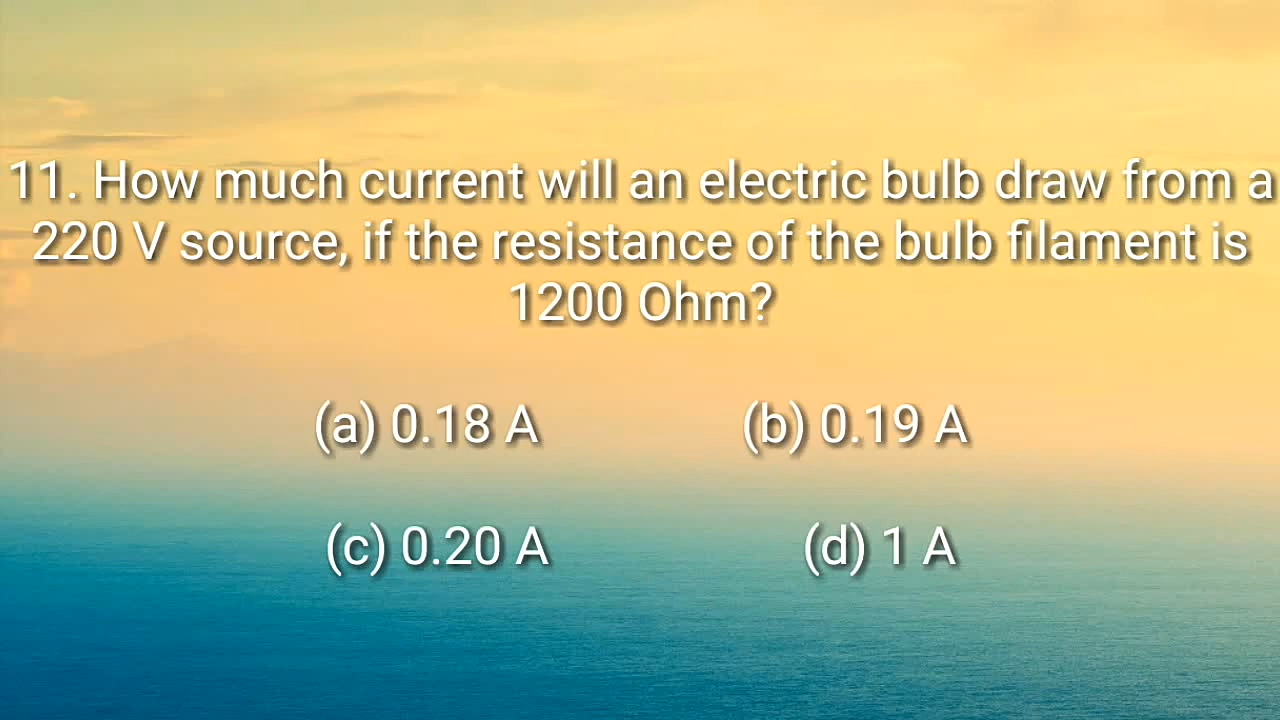 11. How much current will an electric bulb draw from a
220 V source, if the resistance of the bulb filament is
1200 Ohm?
(a) 0.18 A (b) 0.19 A
(c) 0.20 A (d) 1 A